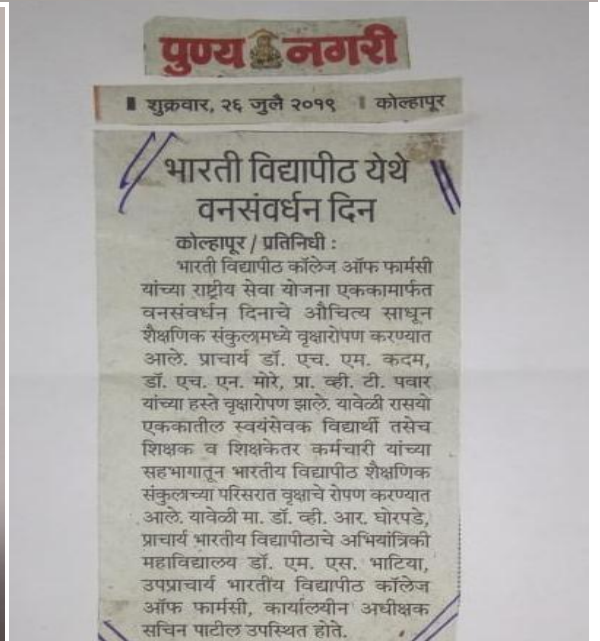 पुण्य नगरी
शुक्रवार, २६ जुलै २०१९ कोल्हापूर
भारती विद्यापीठ येथे
वनसंवर्धन दिन
कोल्हापूर / प्रतिनिधी :
भारती विद्यापीठ कॉलेज ऑफ फार्मसी
यांच्या राष्ट्रीय सेवा योजना एककामार्फत
वनसंवर्धन दिनाचे औचित्य साधून
शैक्षणिक संकुलामध्ये वृक्षारोपण करण्यात
आले. प्राचार्य डॉ. एच. एम. कदम,
डॉ. एच. एन. मोरे, प्रा. व्ही. टी. पवार
यांच्या हस्ते वृक्षारोपण झाले. यावेळी रासयो
एककातील स्वयंसेवक विद्यार्थी तसेच
शिक्षक व शिक्षकेतर कर्मचारी यांच्या
सहभागातून भारतीय विद्यापीठ शैक्षणिक
संकुलाच्या परिसरात वृक्षाचे रोपण करण्यात
आले. यावेळी मा. डॉ. व्ही. आर. घोरपडे,
प्राचार्य भारतीय विद्यापीठाचे अभियांत्रिकी
महाविद्यालय डॉ. एम. एस. भाटिया,
उपप्राचार्य भारतीय विद्यापीठ कॉलेज
ऑफ फार्मसी, कार्यालयीन अधीक्षक
सचिन पाटील उपस्थित होते.